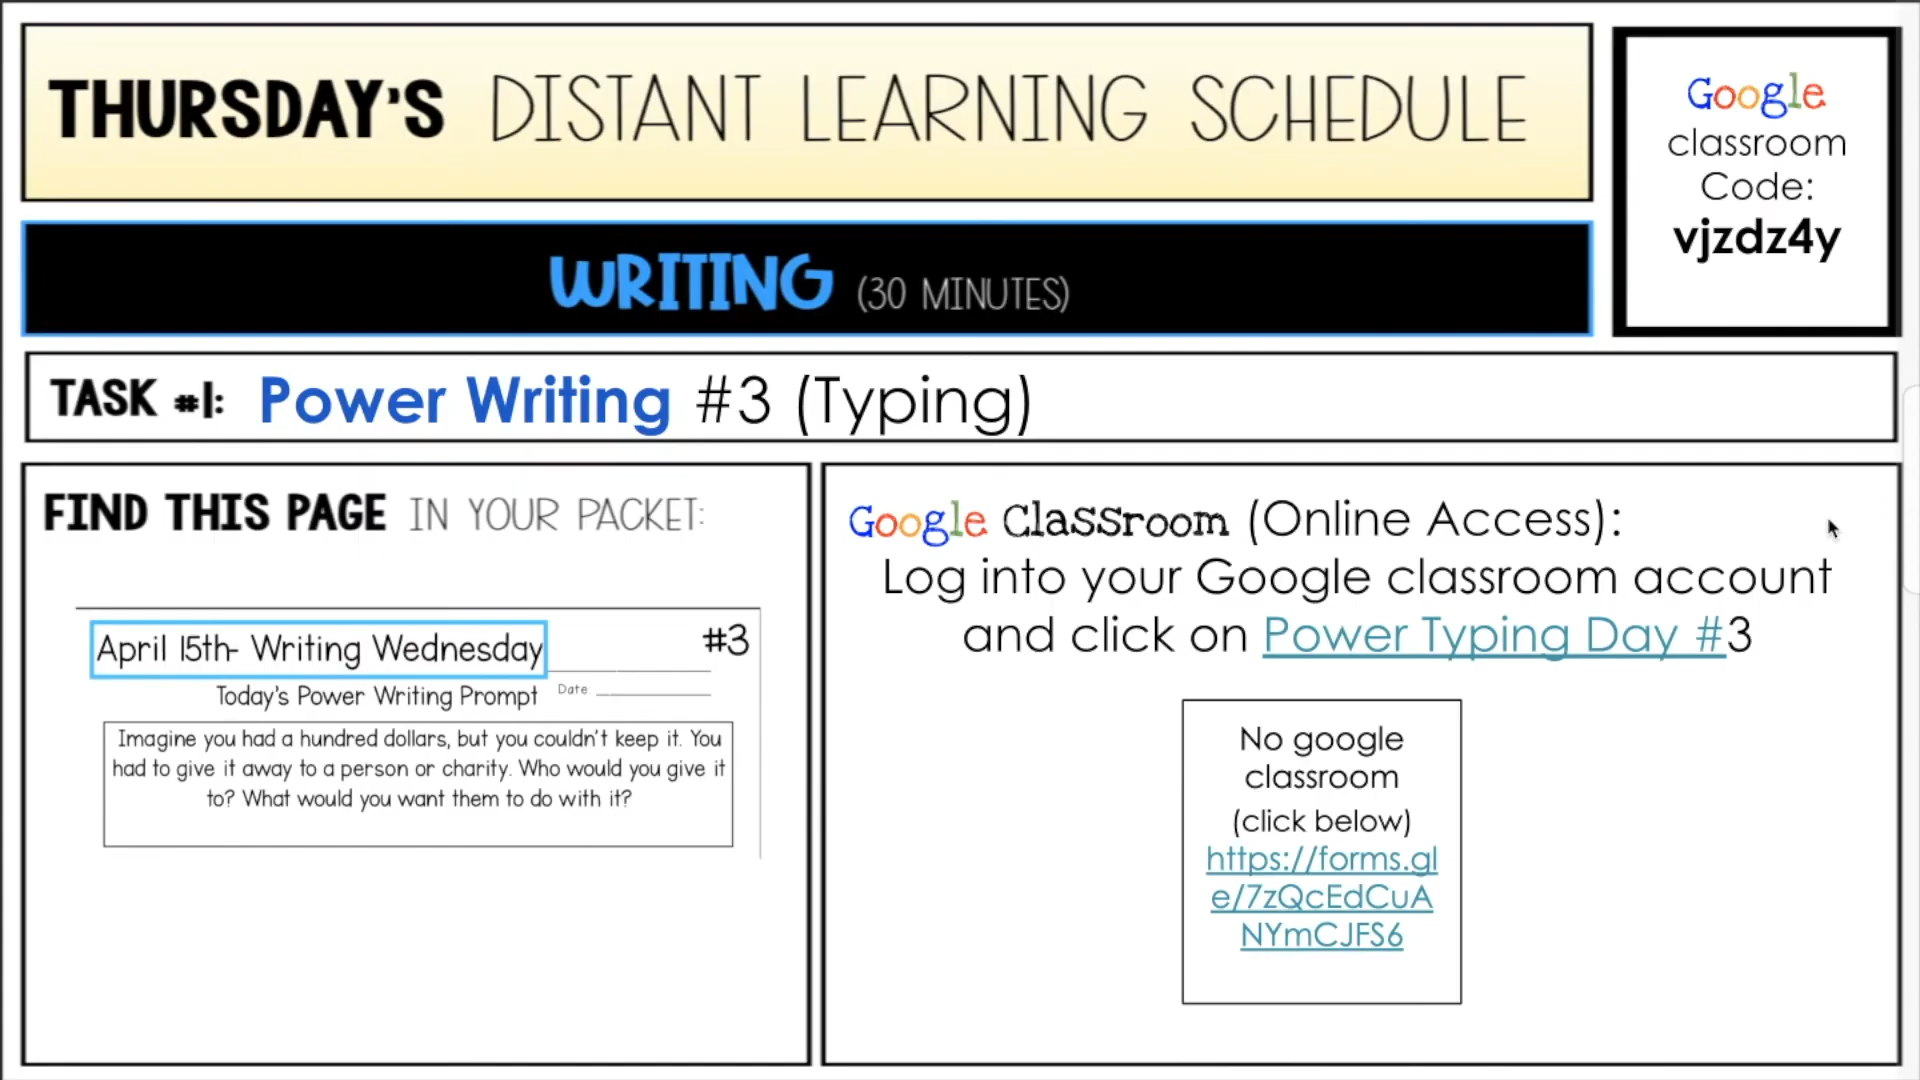 THURSDAY'S DISTANT LEARNING SCHEDULE
Google
classroom
Code:
vjzdz4y
WRITING (30 MINUTES)
TASK #1: Power Writing #3 (Typing)
FIND THIS PAGE IN YOUR PACKET:
April 15th- Writing Wednesday
#3
Today's Power Writing Prompt
Date
Imagine you had a hundred dollars, but you couldn't keep it. You
had to give it away to a person or charity. Who would you give it
to? What would you want them to do with it?
Google Classroom (Online Access):
Log into your Google classroom account
and click on Power Typing Day #3
No google
classroom
(click below)
https://forms.gl
e/7zQcEdCuA
NYmCJFS6